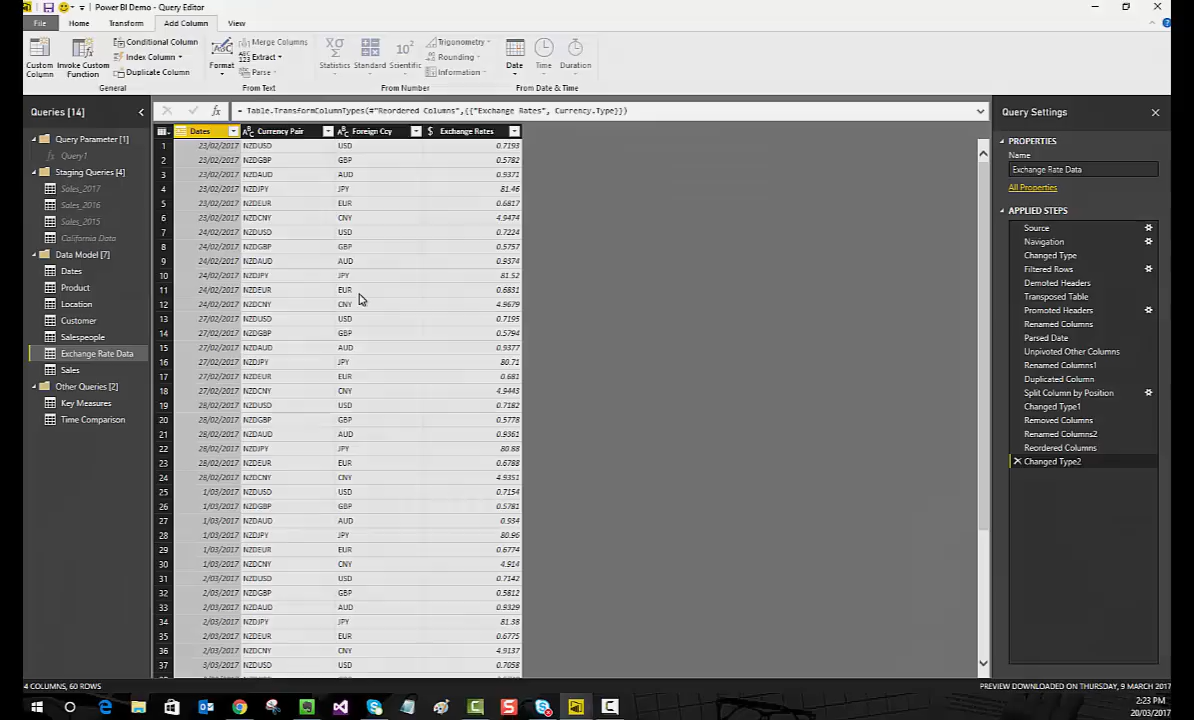 Power BI Demo - Query Editor
File Home Transform Add Column View
Custom Column
Invoke Custom Function
Conditional Column
Index Column
Duplicate Column
General
Format
Merge Columns
Extract
Parse
From Text
Statistics Standard Scientific
Trigonometry
Rounding
Information
From Number
Date Time Duration
From Date & Time
Queries [14]
= Table.TransformColumnTypes(#"Reordered Columns",{{"Exchange Rates", Currency.Type}})
Query Parameter [1]
Query1
Staging Queries [4]
Sales_2017
Sales_2016
Sales_2015
California Data
Data Model [7]
Dates
Product
Location
Customer
Salespeople
Exchange Rate Data
Sales
Other Queries [2]
Key Measures
Time Comparison
Dates Currency Pair Foreign Ccy $ Exchange Rates
1 23/02/2017 NZDUSD USD 0.7193
2 23/02/2017 NZDGBP GBP 0.5782
3 23/02/2017 NZDAUD AUD 0.9371
4 23/02/2017 NZDJPY JPY 81.46
5 23/02/2017 NZDEUR EUR 0.6817
6 23/02/2017 NZDCNY CNY 4.9474
7 24/02/2017 NZDUSD USD 0.7224
8 24/02/2017 NZDGBP GBP 0.5757
9 24/02/2017 NZDAUD AUD 0.9374
10 24/02/2017 NZDJPY JPY 81.52
11 24/02/2017 NZDEUR EUR 0.6831
12 24/02/2017 NZDCNY CNY 4.9679
13 27/02/2017 NZDUSD USD 0.7195
14 27/02/2017 NZDGBP GBP 0.5794
15 27/02/2017 NZDAUD AUD 0.9377
16 27/02/2017 NZDJPY JPY 80.71
17 27/02/2017 NZDEUR EUR 0.681
18 27/02/2017 NZDCNY CNY 4.9443
19 28/02/2017 NZDUSD USD 0.7182
20 28/02/2017 NZDGBP GBP 0.5778
21 28/02/2017 NZDAUD AUD 0.9361
22 28/02/2017 NZDJPY JPY 80.88
23 28/02/2017 NZDEUR EUR 0.6788
24 28/02/2017 NZDCNY CNY 4.9351
25 1/03/2017 NZDUSD USD 0.7154
26 1/03/2017 NZDGBP GBP 0.5781
27 1/03/2017 NZDAUD AUD 0.934
28 1/03/2017 NZDJPY JPY 80.96
29 1/03/2017 NZDEUR EUR 0.6774
30 1/03/2017 NZDCNY CNY 4.914
31 2/03/2017 NZDUSD USD 0.7142
32 2/03/2017 NZDGBP GBP 0.5812
33 2/03/2017 NZDAUD AUD 0.9329
34 2/03/2017 NZDJPY JPY 81.38
35 2/03/2017 NZDEUR EUR 0.6775
36 2/03/2017 NZDCNY CNY 4.9137
37 3/03/2017 NZDUSD USD 0.7058
Query Settings
PROPERTIES
Name
Exchange Rate Data
All Properties
APPLIED STEPS
Source
Navigation
Changed Type
Filtered Rows
Demoted Headers
Transposed Table
Promoted Headers
Renamed Columns
Parsed Date
Unpivoted Other Columns
Renamed Columns1
Duplicated Column
Split Column by Position
Changed Type1
Removed Columns
Renamed Columns2
Reordered Columns
Changed Type2
4 COLUMNS, 60 ROWS
PREVIEW DOWNLOADED ON THURSDAY, 9 MARCH 2017
2:23 PM
20/03/2017